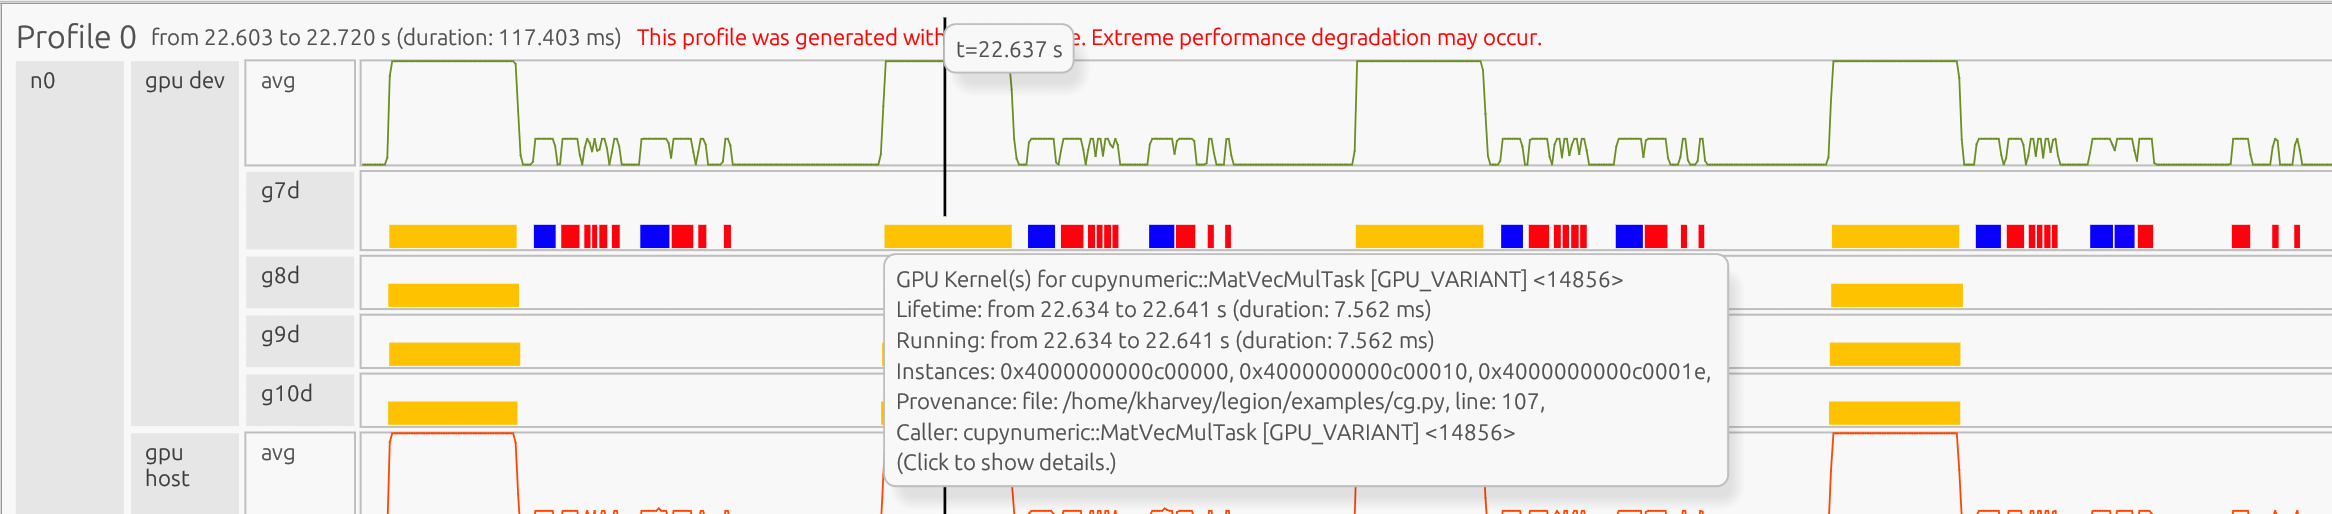 Profile 0 from 22.603 to 22.720 s (duration: 117.403 ms) This profile was generated with e. Extreme performance degradation may occur.
t=22.637 s
n0
gpu dev
avg
g7d
g8d
g9d
g10d
GPU Kernel(s) for cupynumeric::MatVecMulTask [GPU_VARIANT] <14856>
Lifetime: from 22.634 to 22.641 s (duration: 7.562 ms)
Running: from 22.634 to 22.641 s (duration: 7.562 ms)
Instances: 0x4000000000c00000, 0x4000000000c00010, 0x4000000000c0001e,
Provenance: file: /home/kharvey/legion/examples/cg.py, line: 107,
Caller: cupynumeric::MatVecMulTask [GPU_VARIANT] <14856>
(Click to show details.)
gpu
host
avg